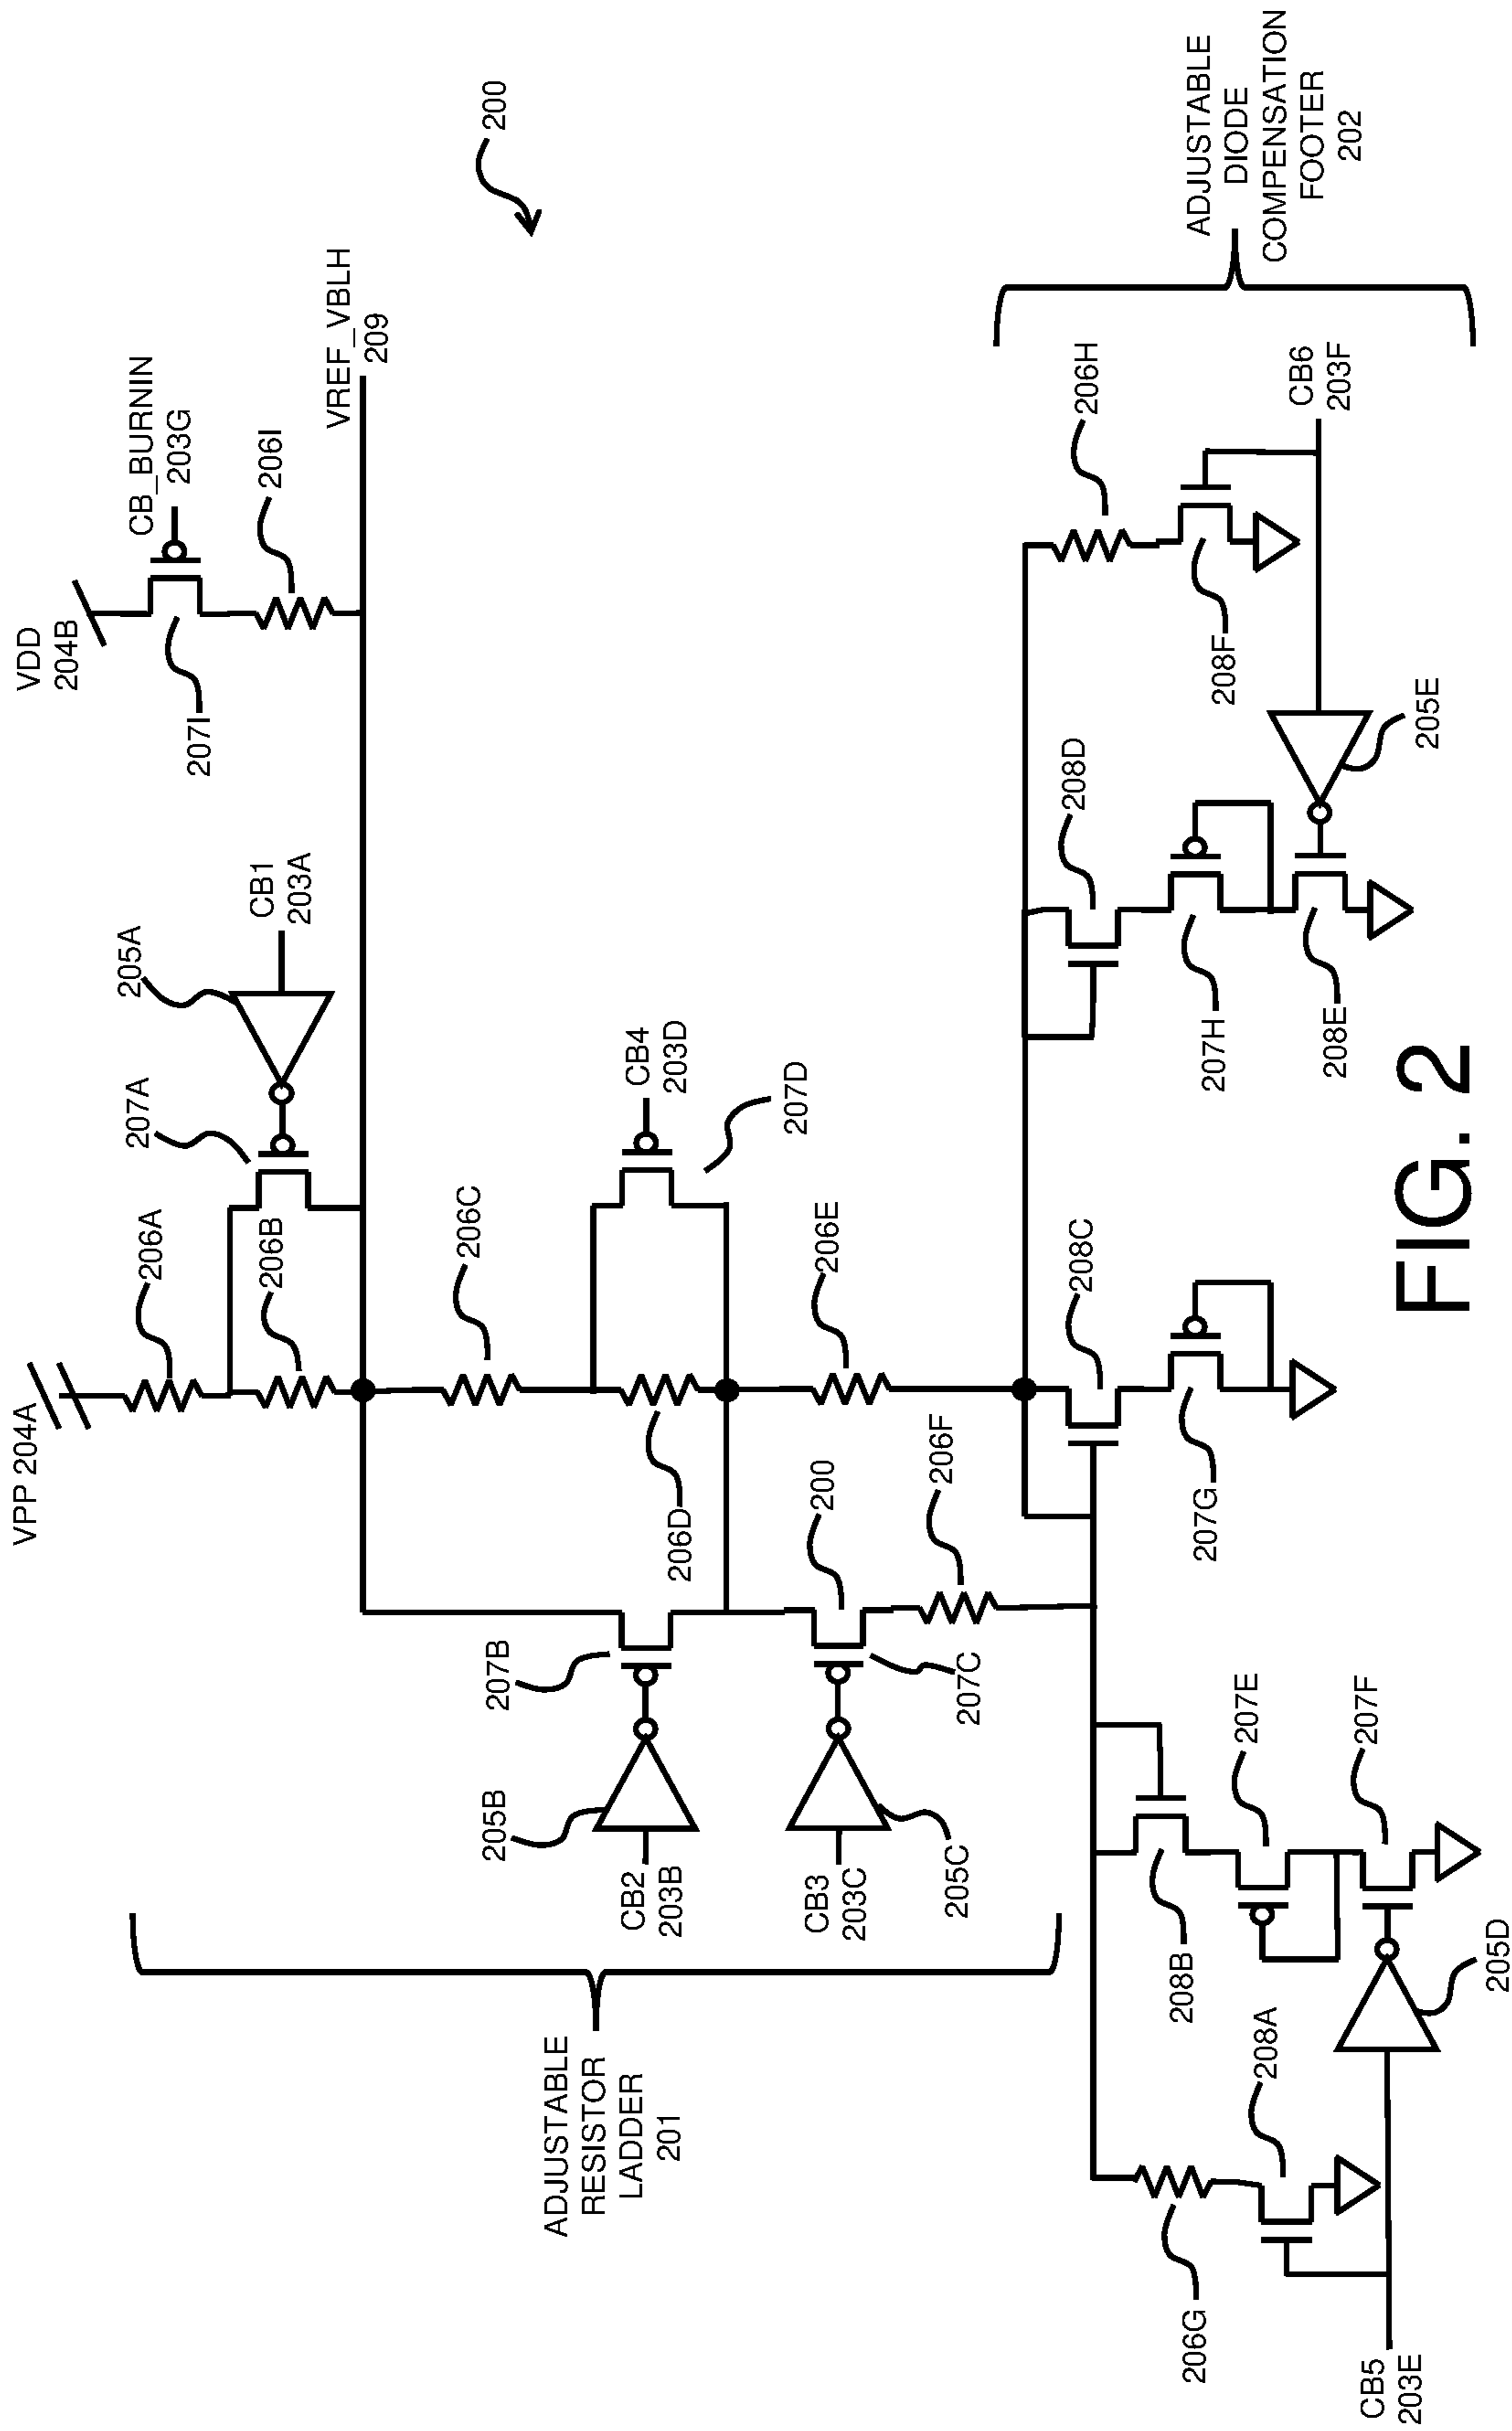 VPP 204A
VDD
204B
206A
207A
205A
CB1
203A
206B
207I
CB_BURNIN
203G
206I
VREF_VBLH
209
200
ADJUSTABLE
RESISTOR
LADDER
201
CB2
203B
205B
207B
206C
206D
CB4
203D
207D
CB3
203C
205C
207C
200
206F
206E
208C
207G
208D
207H
208E
206H
208F
205E
CB6
203F
ADJUSTABLE
DIODE
COMPENSATION
FOOTER
202
206G
208A
208B
207E
207F
205D
CB5
203E
FIG. 2